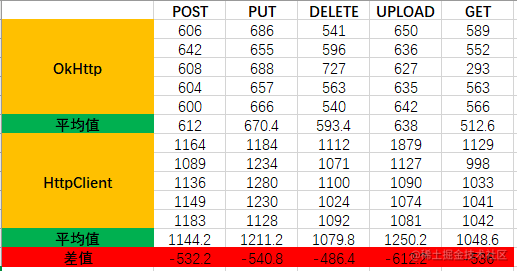 POST PUT DELETE UPLOAD GET
606 686 541 650 589
642 655 596 636 552
OkHttp 608 688 727 627 293
604 657 563 635 563
600 666 540 642 566
平均值 612 670.4 593.4 638 512.6
1164 1184 1112 1879 1129
1089 1234 1071 1127 998
HttpClient 1136 1280 1100 1090 1033
1149 1230 1024 1074 1041
1183 1128 1092 1081 1042
平均值 1144.2 1211.2 1079.8 1250.2 1048.6
差值 -532.2 -540.8 -486.4
@稀土掘金技术社区